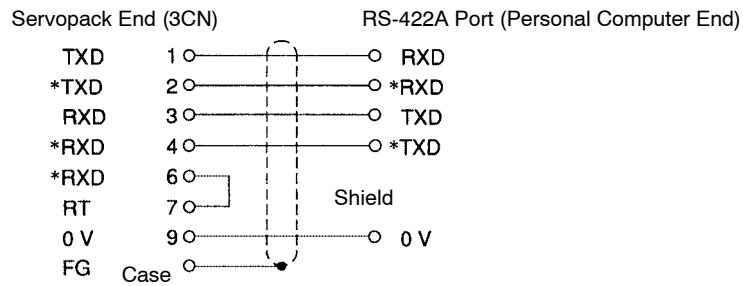 Servopack End (3CN) RS-422A Port (Personal Computer End)
TXD 1 RXD
*TXD 2 *RXD
RXD 3 TXD
*RXD 4 *TXD
*RXD 6
RT 7
Shield
0 V 9 0 V
FG Case